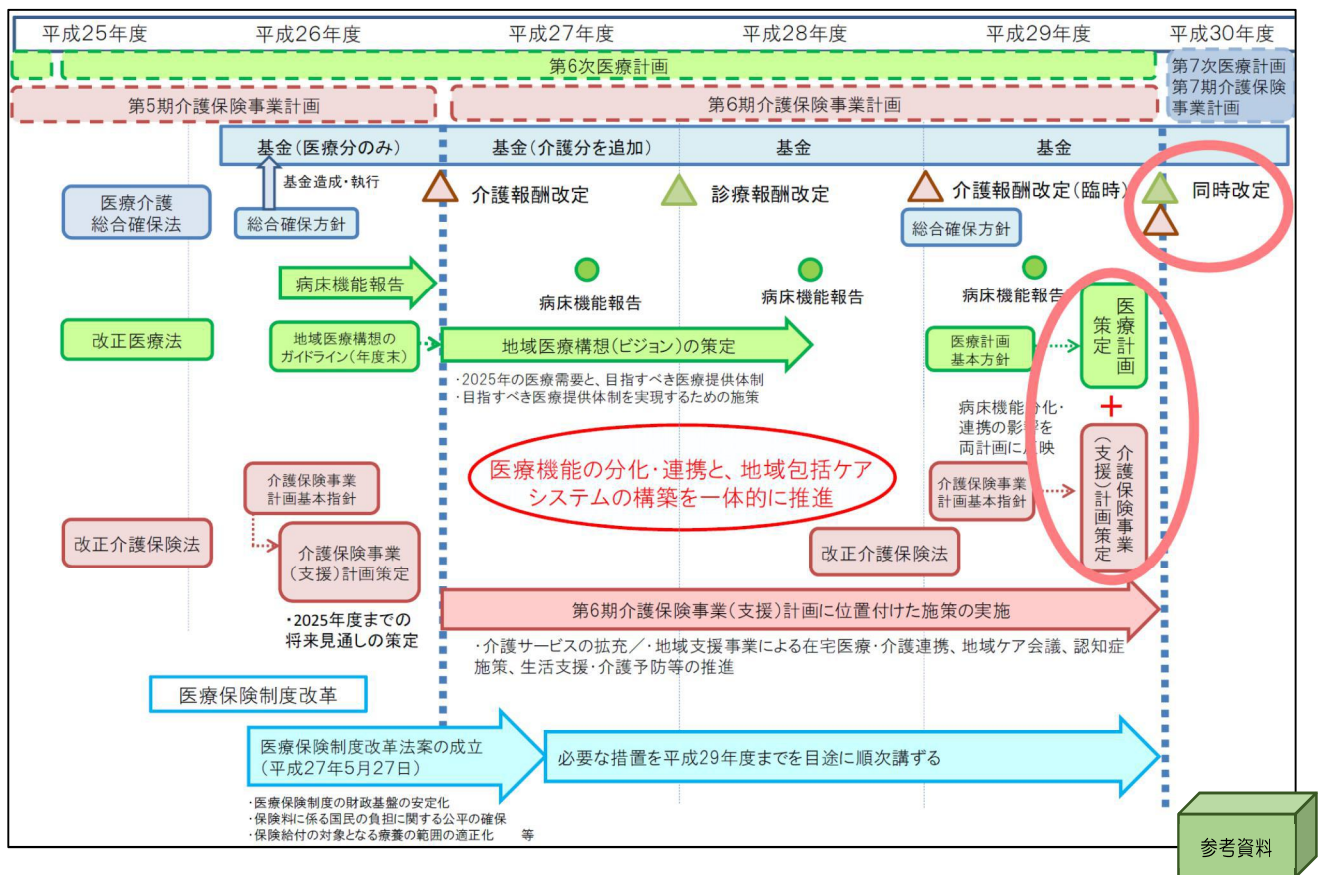 平成25年度
平成26年度
平成27年度
平成28年度
平成29年度
平成30年度
第6次医療計画
第7次医療計画
第7期介護保険
事業計画
第5期介護保険事業計画
第6期介護保険事業計画
基金(医療分のみ)
基金(介護分を追加)
基金
基金
基金造成・執行
医療介護
総合確保法
総合確保方針
介護報酬改定
診療報酬改定
介護報酬改定(臨時)
同時改定
総合確保方針
病床機能報告
病床機能報告
病床機能報告
病床機能報告
改正医療法
地域医療構想の
ガイドライン(年度末)
地域医療構想(ビジョン)の策定
医療計画
基本方針
医療計画
策定
・2025年の医療需要と、目指すべき医療提供体制
・目指すべき医療提供体制を実現するための施策
病床機能分化・
連携の影響を
両計画に反映
+
医療機能の分化・連携と、地域包括ケア
システムの構築を一体的に推進
介護保険事業
計画基本指針
介護保険事業
計画基本指針
介護保険事業
(支援)計画策定
改正介護保険法
介護保険事業
(支援)計画策定
改正介護保険法
・2025年度までの
将来見通しの策定
第6期介護保険事業(支援)計画に位置付けた施策の実施
・介護サービスの拡充/・地域支援事業による在宅医療・介護連携、地域ケア会議、認知症
施策、生活支援・介護予防等の推進
医療保険制度改革
医療保険制度改革法案の成立
(平成27年5月27日)
必要な措置を平成29年度までを目途に順次講ずる
・医療保険制度の財政基盤の安定化
・保険料に係る国民の負担に関する公平の確保
・保険給付の対象となる療養の範囲の適正化 等
参考資料